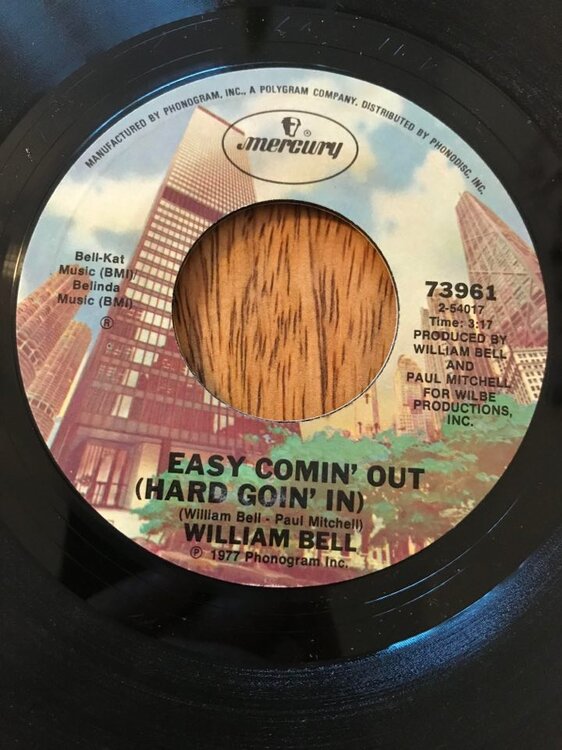 MANUFACTURED BY PHONOGRAM, INC., A POLYGRAM COMPANY, DISTRIBUTED BY PHONODISC, INC.
mercury ®
Bell-Kat
Music (BMI)/
Belinda
Music (BMI)
®
73961
2-54017
Time: 3:17
PRODUCED BY
WILLIAM BELL
AND
PAUL MITCHELL
FOR WILBE
PRODUCTIONS,
INC.
EASY COMIN' OUT
(HARD GOIN' IN)
(William Bell - Paul Mitchell)
WILLIAM BELL
℗ 1977 Phonogram Inc.